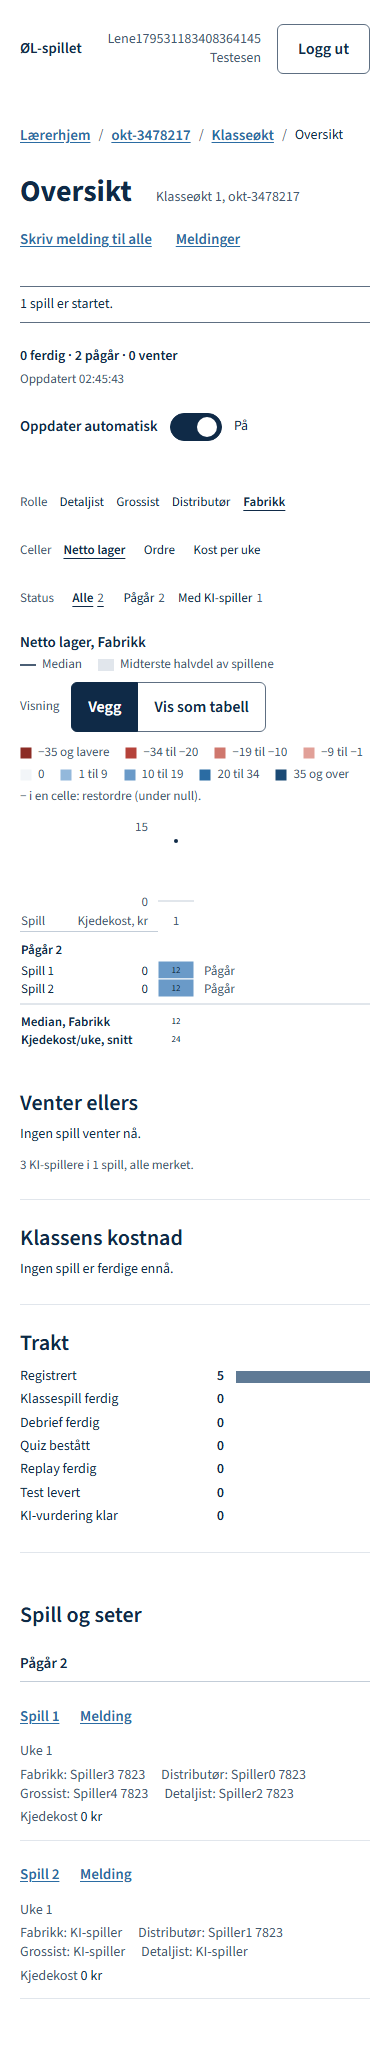 ØL-spillet
Lene179531183408364145
Testesen
Logg ut
Lærerhjem / okt-3478217 / Klasseøkt / Oversikt
Oversikt Klasseøkt 1, okt-3478217
Skriv melding til alle Meldinger
1 spill er startet.
0 ferdig · 2 pågår · 0 venter
Oppdatert 02:45:43
Oppdater automatisk På
Rolle Detaljist Grossist Distributør Fabrikk
Celler Netto lager Ordre Kost per uke
Status Alle 2 Pågår 2 Med KI-spiller 1
Netto lager, Fabrikk
Median Midterste halvdel av spillene
Visning Vegg Vis som tabell
−35 og lavere −34 til −20 −19 til −10 −9 til −1
0 1 til 9 10 til 19 20 til 34 35 og over
− i en celle: restordre (under null).
15
0
Spill Kjedekost, kr 1
Pågår 2
Spill 1 0 12 Pågår
Spill 2 0 12 Pågår
Median, Fabrikk 12
Kjedekost/uke, snitt 24
Venter ellers
Ingen spill venter nå.
3 KI-spillere i 1 spill, alle merket.
Klassens kostnad
Ingen spill er ferdige ennå.
Trakt
Registrert 5
Klassespill ferdig 0
Debrief ferdig 0
Quiz bestått 0
Replay ferdig 0
Test levert 0
KI-vurdering klar 0
Spill og seter
Pågår 2
Spill 1 Melding
Uke 1
Fabrikk: Spiller3 7823 Distributør: Spiller0 7823
Grossist: Spiller4 7823 Detaljist: Spiller2 7823
Kjedekost 0 kr
Spill 2 Melding
Uke 1
Fabrikk: KI-spiller Distributør: Spiller1 7823
Grossist: KI-spiller Detaljist: KI-spiller
Kjedekost 0 kr